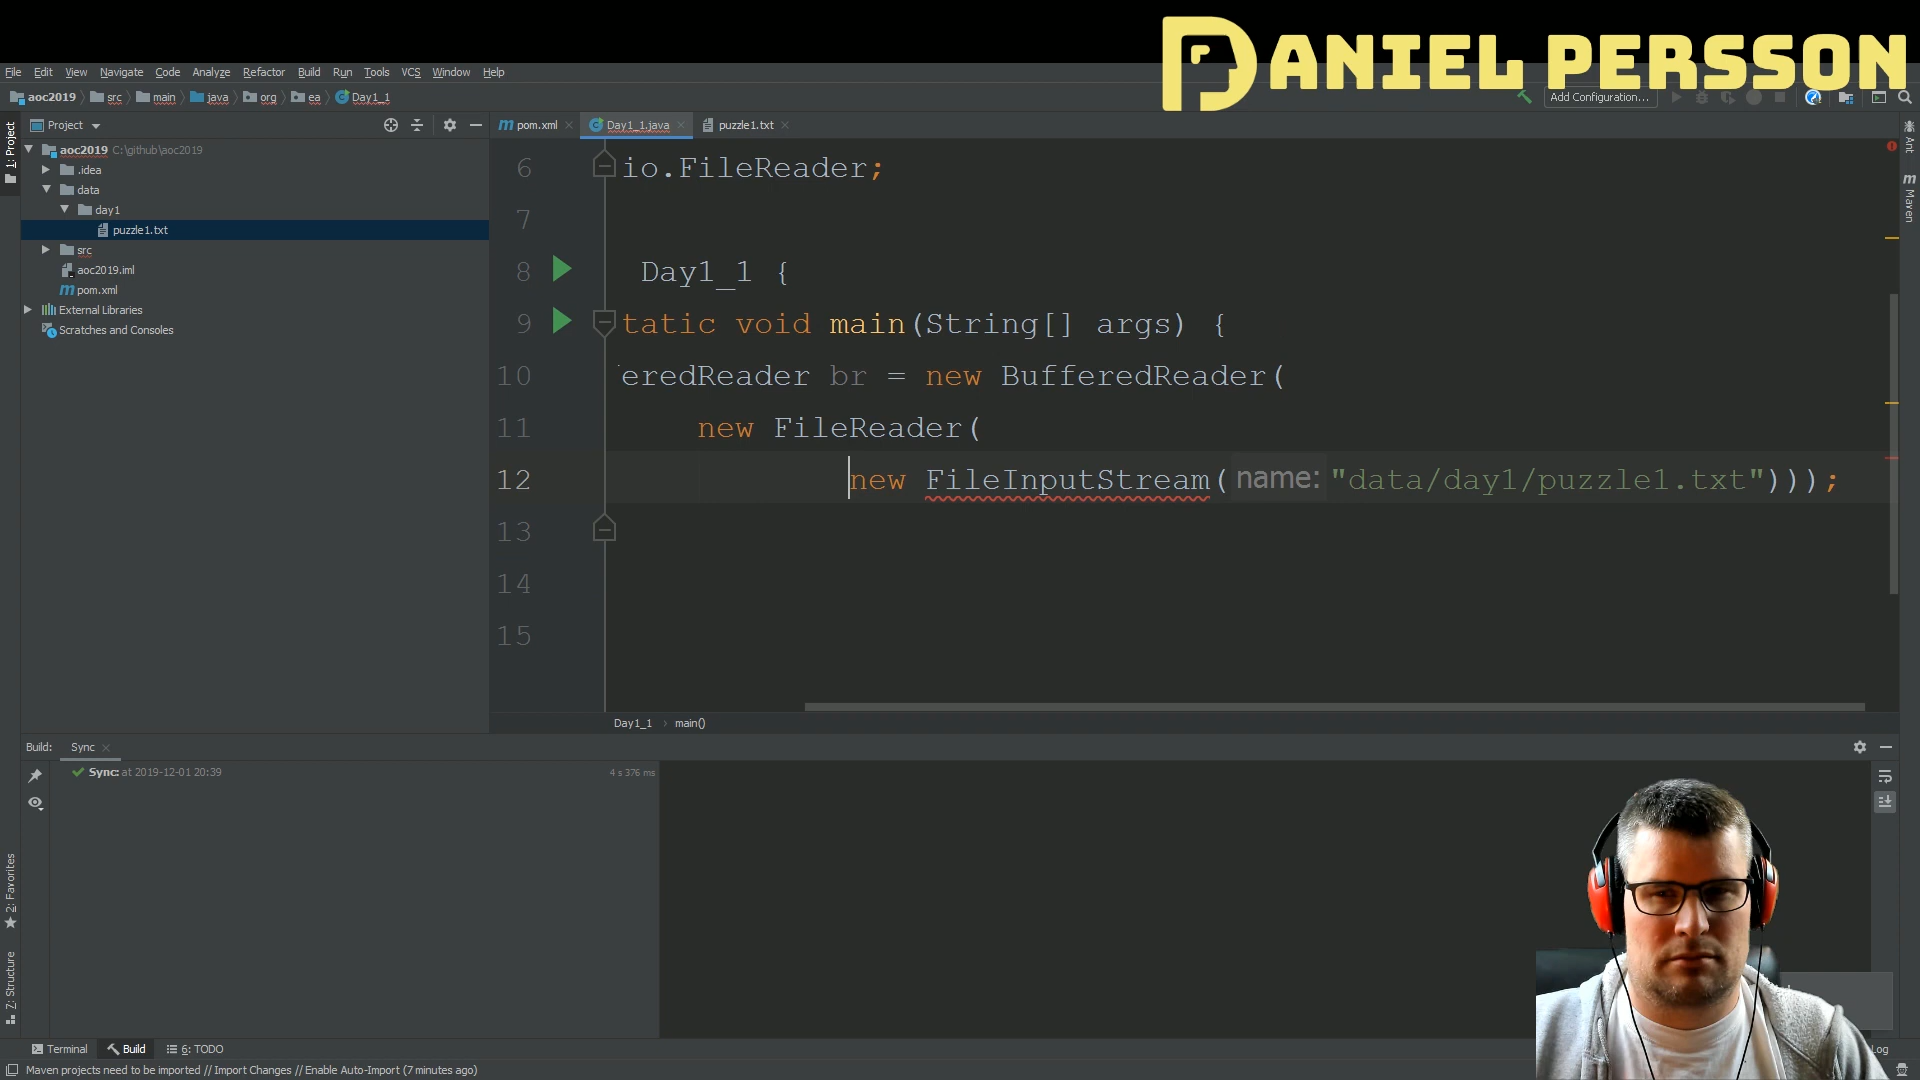 DANIEL PERSSON
File Edit View Navigate Code Analyze Refactor Build Run Tools VCS Window Help
aoc2019 src main java org ea Day1_1
Add Configuration...
1: Project
Project
pom.xml Day1_1.java puzzle1.txt
aoc2019 C:\github\aoc2019
.idea
data
day1
puzzle1.txt
src
aoc2019.iml
pom.xml
External Libraries
Scratches and Consoles
6 io.FileReader;
7
8 Day1_1 {
9 tatic void main(String[] args) {
10 eredReader br = new BufferedReader(
11 new FileReader(
12 new FileInputStream( name: "data/day1/puzzle1.txt")));
13
14
15
Ant
Maven
Day1_1 main()
Build: Sync
Sync: at 2019-12-01 20:39 4 s 376 ms
2: Favorites
7: Structure
Terminal Build 6: TODO
Log
Maven projects need to be imported // Import Changes // Enable Auto-Import (7 minutes ago)